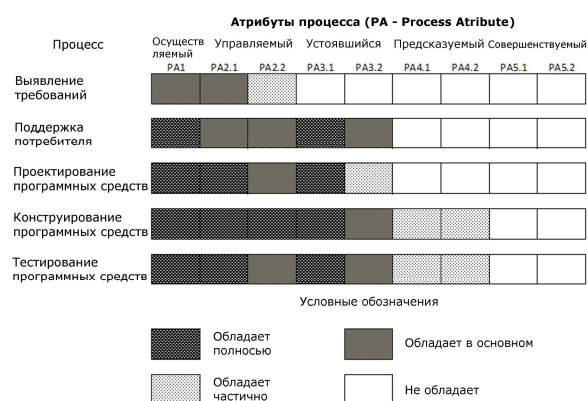 Атрибуты процесса (PA - Process Atribute)
Процесс
Осуществ
ляемый
Управляемый
Устоявшийся
Предсказуемый
Совершенствуемый
PA1 PA2.1 PA2.2 PA3.1 PA3.2 PA4.1 PA4.2 PA5.1 PA5.2
Выявление
требований
Поддержка
потребителя
Проектирование
программных средств
Конструирование
программных средств
Тестирование
программных средств
Условные обозначения
Обладает
полносью
Обладает в основном
Обладает
частично
Не обладает